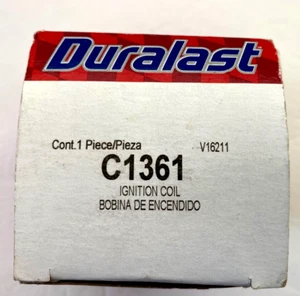 Duralast
Cont.1 Piece/Pieza V16211
C1361
IGNITION COIL
BOBINA DE ENCENDIDO